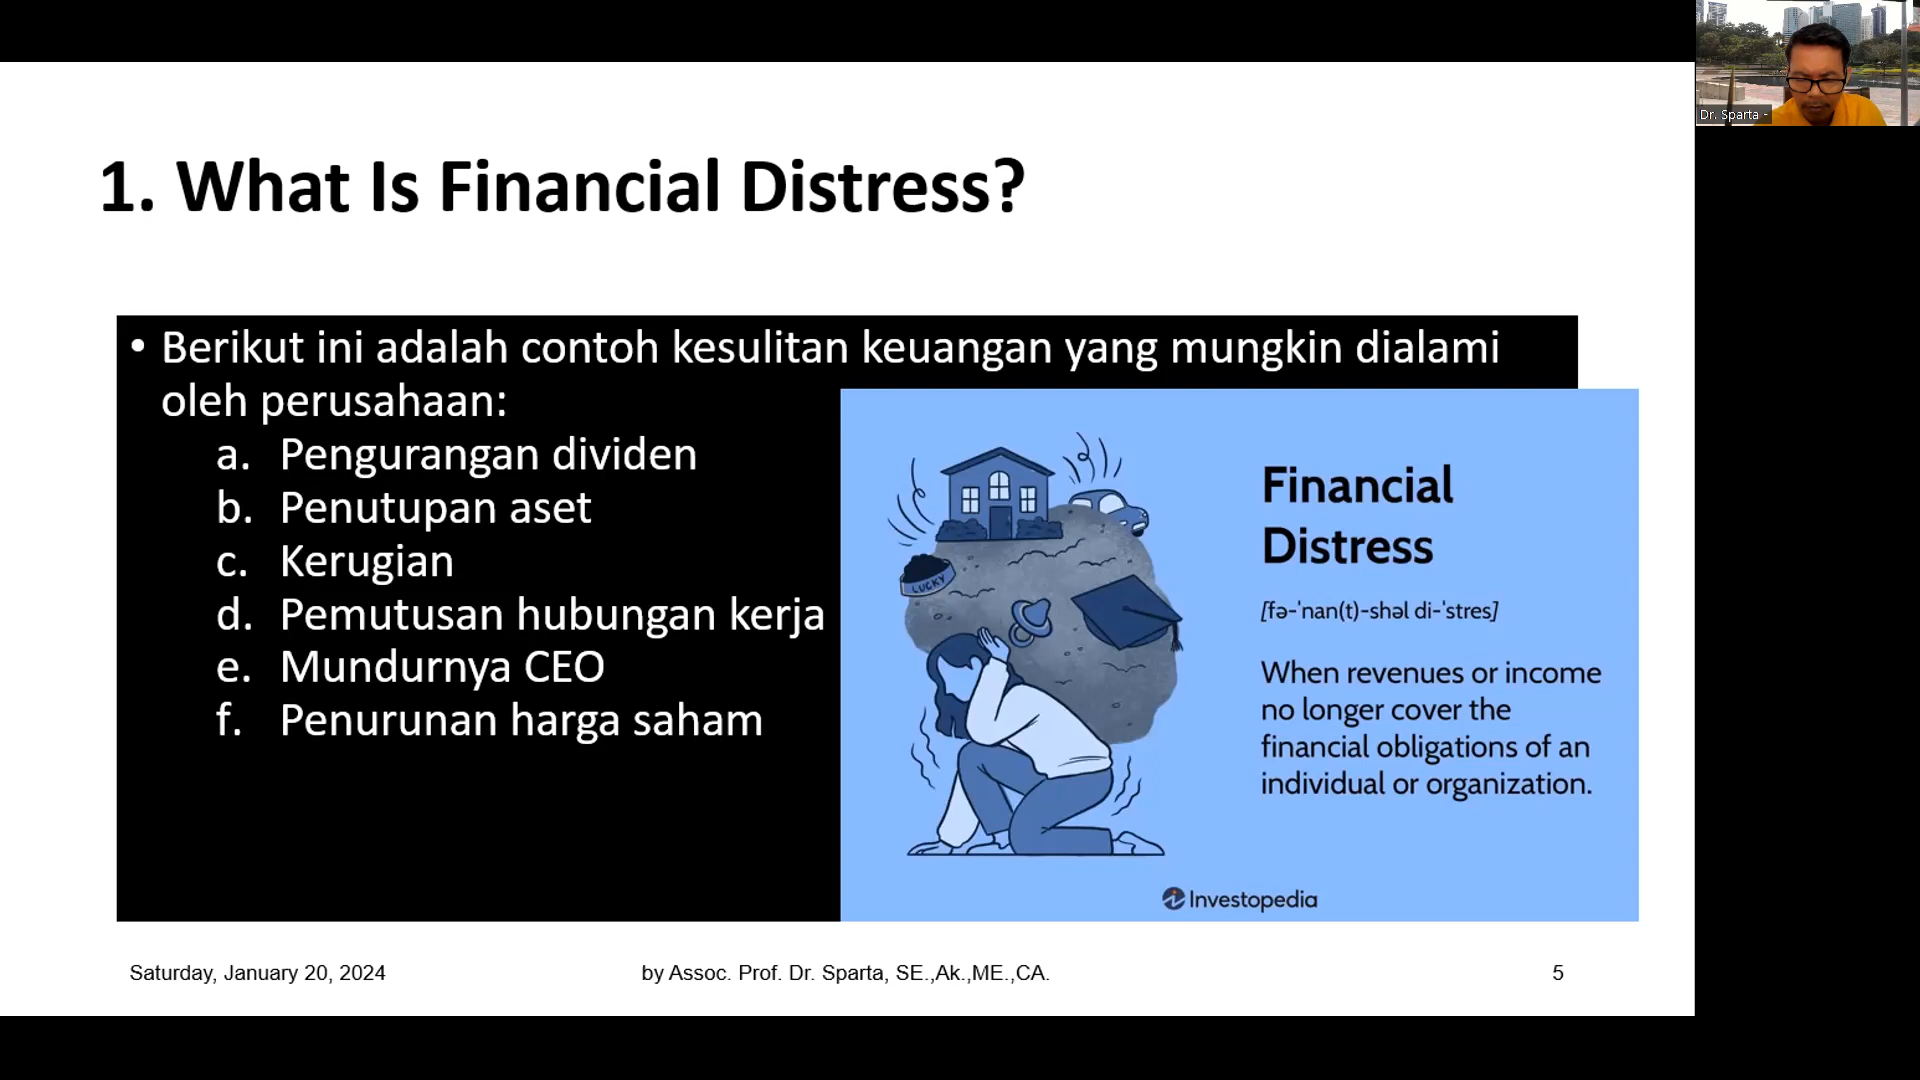 Dr. Sparta -
1. What Is Financial Distress?
• Berikut ini adalah contoh kesulitan keuangan yang mungkin dialami
oleh perusahaan:
a. Pengurangan dividen
b. Penutupan aset
c. Kerugian
d. Pemutusan hubungan kerja
e. Mundurnya CEO
f. Penurunan harga saham
LUCKY
Financial
Distress
[fə-ˈnan(t)-shəl di-ˈstres]
When revenues or income
no longer cover the
financial obligations of an
individual or organization.
Investopedia
Saturday, January 20, 2024
by Assoc. Prof. Dr. Sparta, SE.,Ak.,ME.,CA.
5